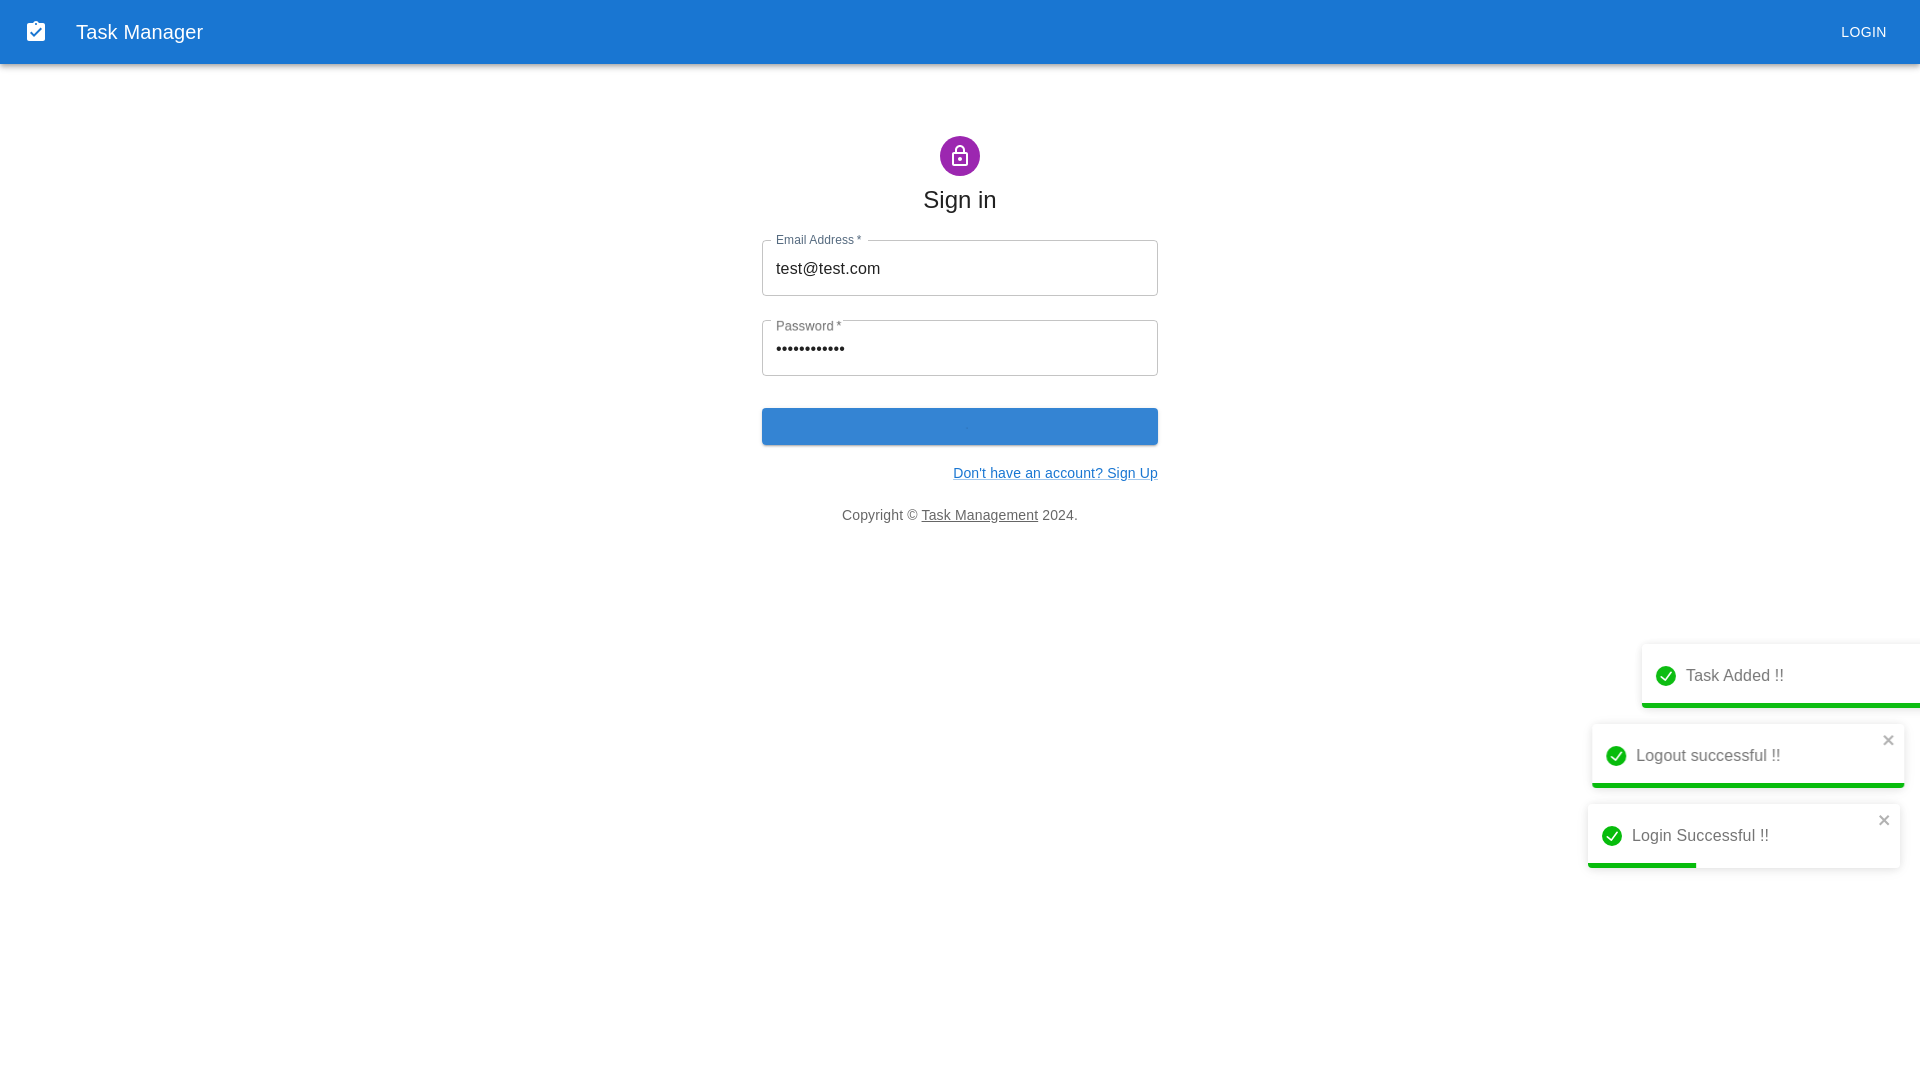 Task Manager
LOGIN
Sign in
Email Address *
test@test.com
Password *
••••••••••••
Don't have an account? Sign Up
Copyright © Task Management 2024.
Task Added !!
Logout successful !!
Login Successful !!